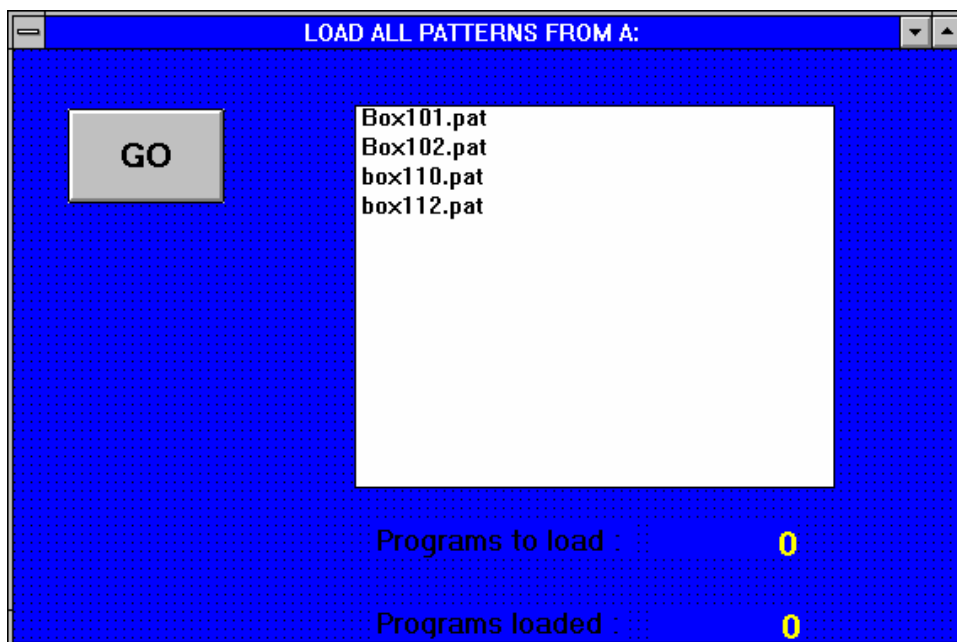 LOAD ALL PATTERNS FROM A:
GO
Box101.pat
Box102.pat
box110.pat
box112.pat
Programs to load : 0
Programs loaded : 0